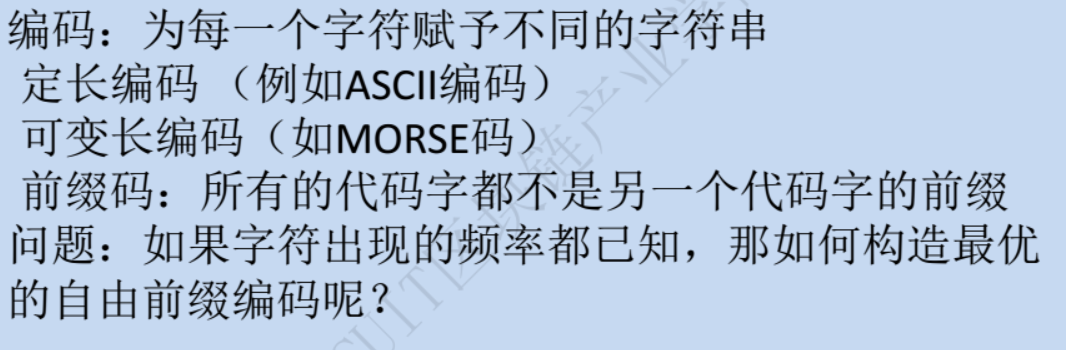 编码：为每一个字符赋予不同的字符串
定长编码 （例如ASCII编码）
可变长编码（如MORSE码）
前缀码：所有的代码字都不是另一个代码字的前缀
问题：如果字符出现的频率都已知，那如何构造最优
的自由前缀编码呢？